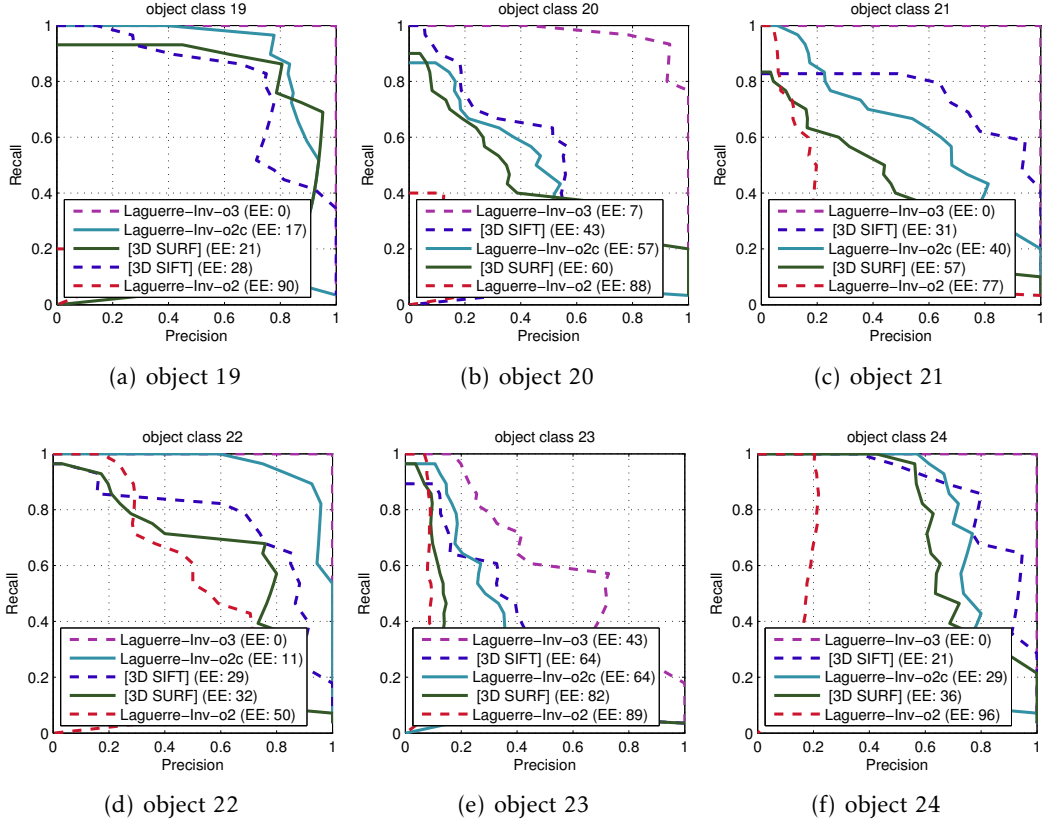 object class 19
1
0.8
0.6
0.4
0.2
0
Recall
Laguerre−Inv−o3 (EE: 0)
Laguerre−Inv−o2c (EE: 17)
[3D SURF] (EE: 21)
[3D SIFT] (EE: 28)
Laguerre−Inv−o2 (EE: 90)
0 0.2 0.4 0.6 0.8 1
Precision
(a) object 19
object class 20
1
0.8
0.6
0.4
0.2
0
Recall
Laguerre−Inv−o3 (EE: 7)
[3D SIFT] (EE: 43)
Laguerre−Inv−o2c (EE: 57)
[3D SURF] (EE: 60)
Laguerre−Inv−o2 (EE: 88)
0 0.2 0.4 0.6 0.8 1
Precision
(b) object 20
object class 21
1
0.8
0.6
0.4
0.2
0
Recall
Laguerre−Inv−o3 (EE: 0)
[3D SIFT] (EE: 31)
Laguerre−Inv−o2c (EE: 40)
[3D SURF] (EE: 57)
Laguerre−Inv−o2 (EE: 77)
0 0.2 0.4 0.6 0.8 1
Precision
(c) object 21
object class 22
1
0.8
0.6
0.4
0.2
0
Recall
Laguerre−Inv−o3 (EE: 0)
Laguerre−Inv−o2c (EE: 11)
[3D SIFT] (EE: 29)
[3D SURF] (EE: 32)
Laguerre−Inv−o2 (EE: 50)
0 0.2 0.4 0.6 0.8 1
Precision
(d) object 22
object class 23
1
0.8
0.6
0.4
0.2
0
Recall
Laguerre−Inv−o3 (EE: 43)
[3D SIFT] (EE: 64)
Laguerre−Inv−o2c (EE: 64)
[3D SURF] (EE: 82)
Laguerre−Inv−o2 (EE: 89)
0 0.2 0.4 0.6 0.8 1
Precision
(e) object 23
object class 24
1
0.8
0.6
0.4
0.2
0
Recall
Laguerre−Inv−o3 (EE: 0)
[3D SIFT] (EE: 21)
Laguerre−Inv−o2c (EE: 29)
[3D SURF] (EE: 36)
Laguerre−Inv−o2 (EE: 96)
0 0.2 0.4 0.6 0.8 1
Precision
(f) object 24